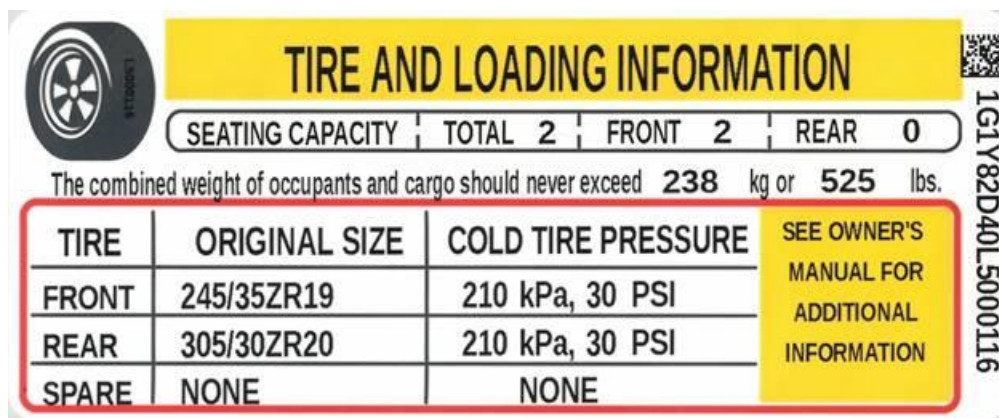 TIRE AND LOADING INFORMATION
SEATING CAPACITY TOTAL 2 FRONT 2 REAR 0
The combined weight of occupants and cargo should never exceed 238 kg or 525 lbs.
TIRE ORIGINAL SIZE COLD TIRE PRESSURE
FRONT 245/35ZR19 210 kPa, 30 PSI
REAR 305/30ZR20 210 kPa, 30 PSI
SPARE NONE NONE
SEE OWNER'S
MANUAL FOR
ADDITIONAL
INFORMATION
1G1Y82D40L5000116